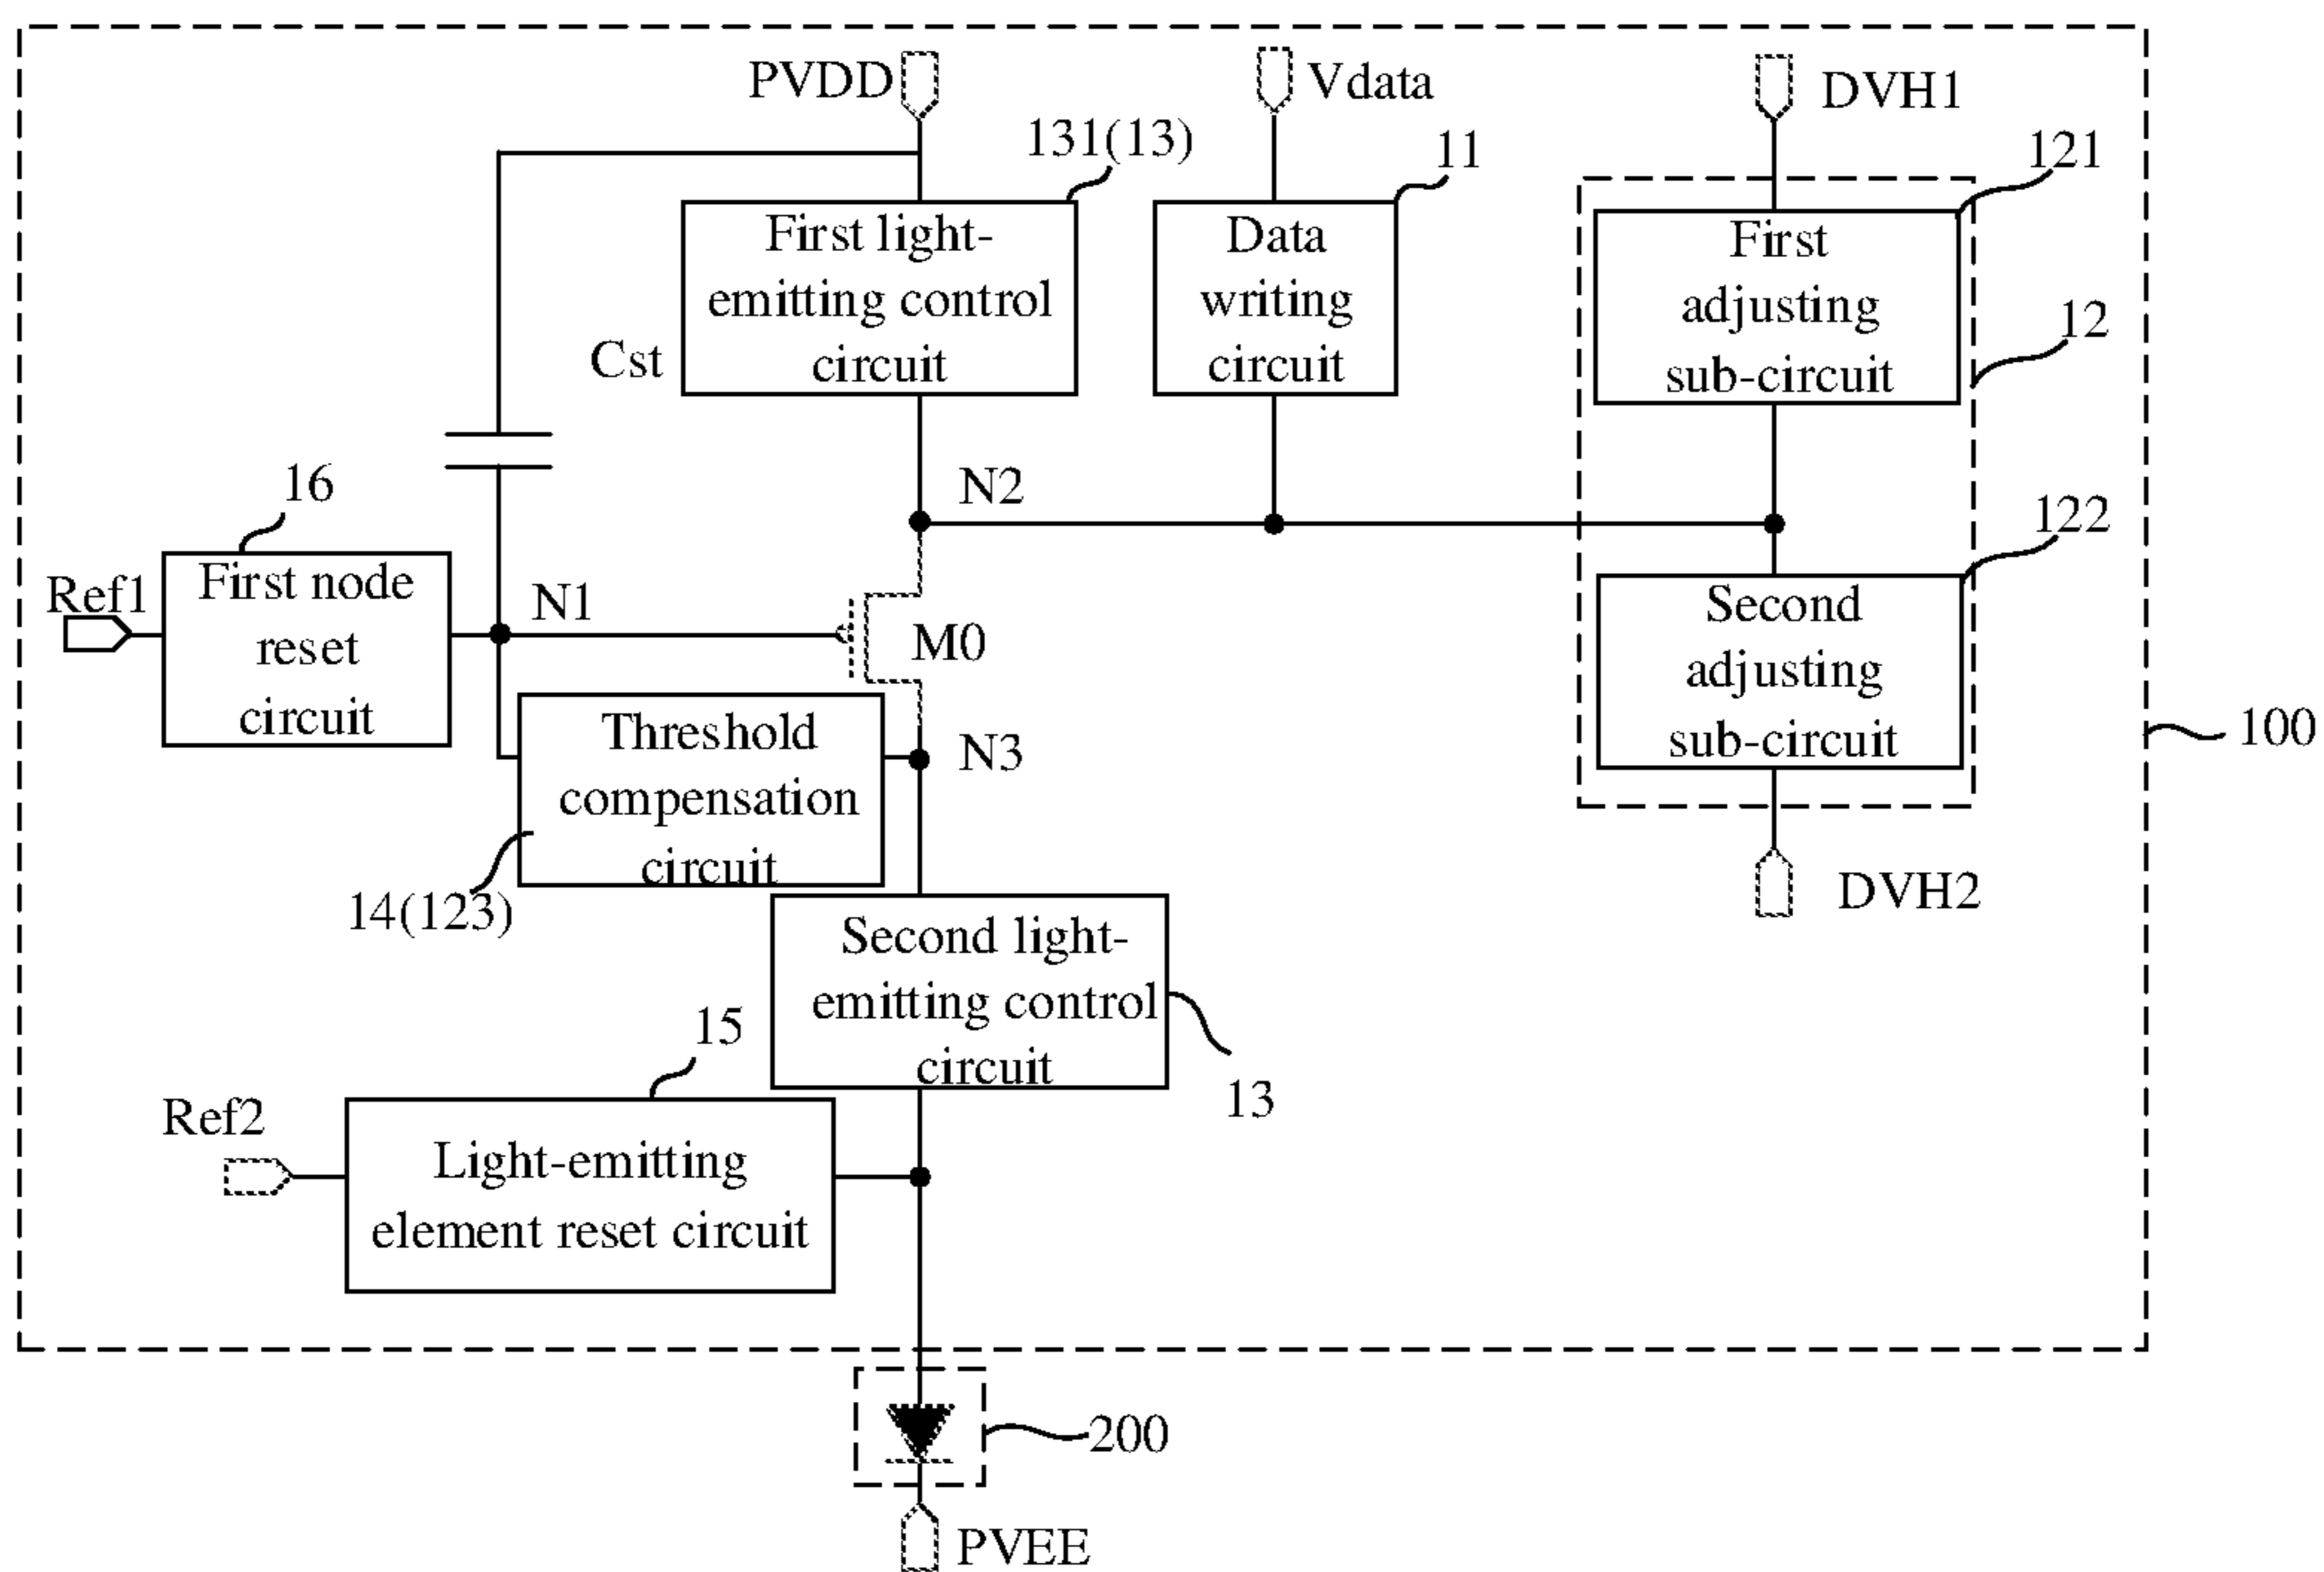 PVDD
Vdata
DVH1
131(13)
11
121
First light-
emitting control
circuit
Data
writing
circuit
First
adjusting
sub-circuit
12
Cst
N2
16
122
First node
reset
circuit
Ref1
N1
M0
Second
adjusting
sub-circuit
100
Threshold
compensation
circuit
N3
14(123)
DVH2
Second light-
emitting control
circuit
13
15
Ref2
Light-emitting
element reset circuit
200
PVEE